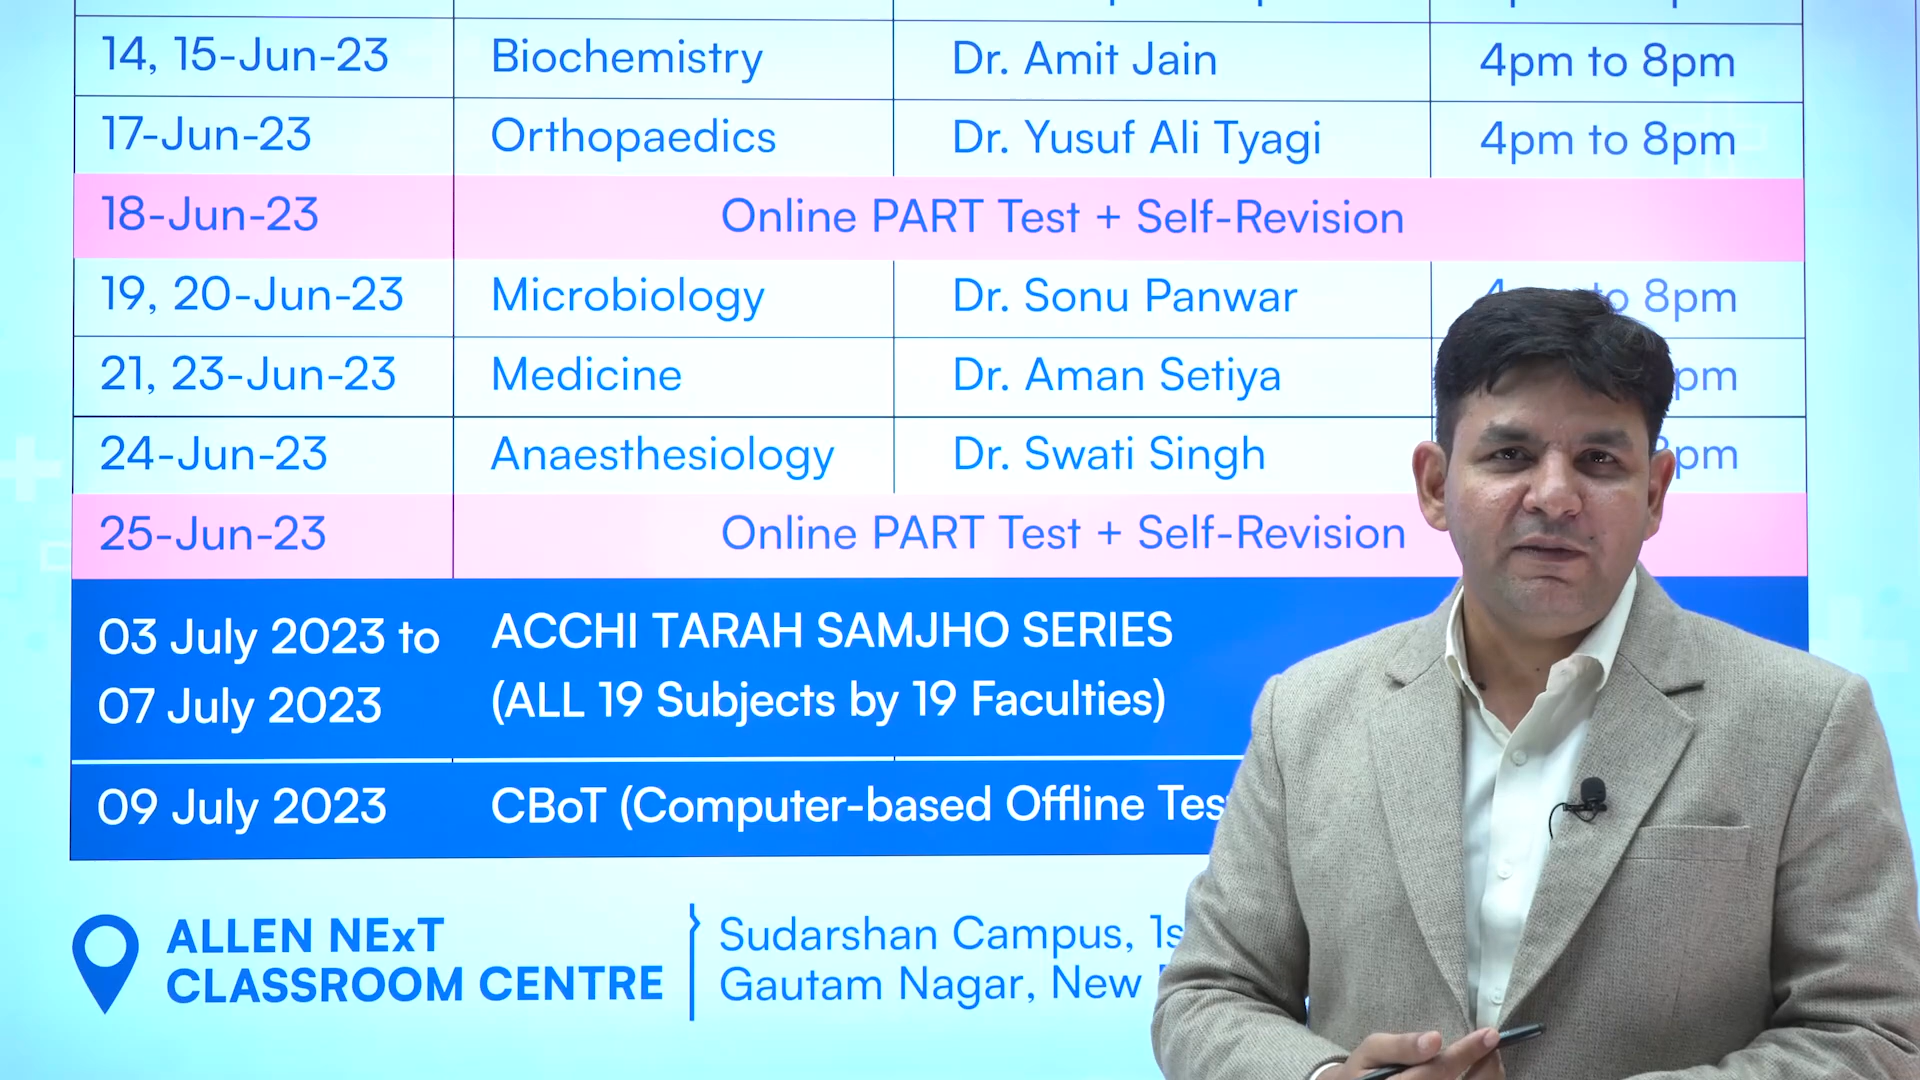 14, 15-Jun-23 Biochemistry Dr. Amit Jain 4pm to 8pm
17-Jun-23 Orthopaedics Dr. Yusuf Ali Tyagi 4pm to 8pm
18-Jun-23 Online PART Test + Self-Revision
19, 20-Jun-23 Microbiology Dr. Sonu Panwar 8pm
21, 23-Jun-23 Medicine Dr. Aman Setiya pm
24-Jun-23 Anaesthesiology Dr. Swati Singh pm
25-Jun-23 Online PART Test + Self-Revision
03 July 2023 to
07 July 2023
ACCHI TARAH SAMJHO SERIES
(ALL 19 Subjects by 19 Faculties)
09 July 2023 CBoT (Computer-based Offline Tes
ALLEN NExT
CLASSROOM CENTRE
Sudarshan Campus, 1s
Gautam Nagar, New